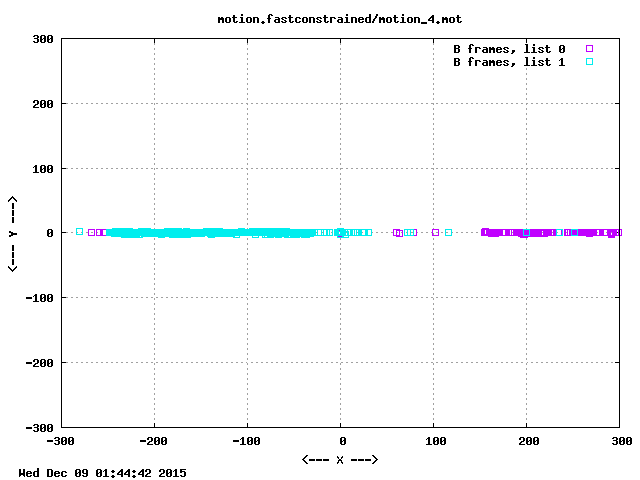 motion.fastconstrained/motion_4.mot
300
B frames, list 0
B frames, list 1
200
100
0
-100
-200
-300
<--- Y --->
-300 -200 -100 0 100 200 300
<--- X --->
Wed Dec 09 01:44:42 2015